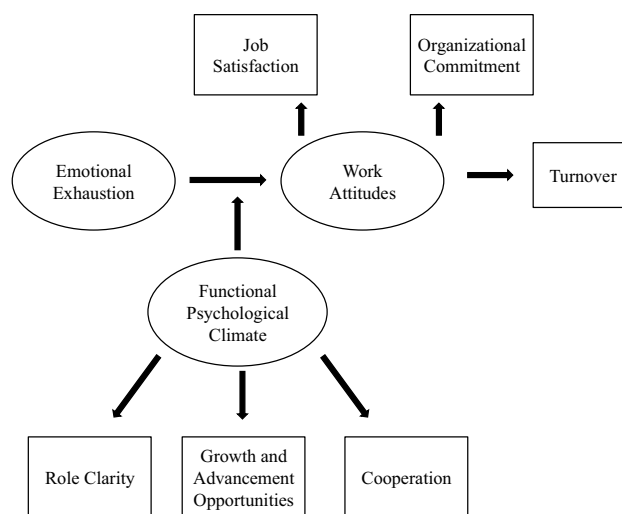 Job
Satisfaction
Organizational
Commitment
Emotional
Exhaustion
Work
Attitudes
Turnover
Functional
Psychological
Climate
Role Clarity
Growth and
Advancement
Opportunities
Cooperation